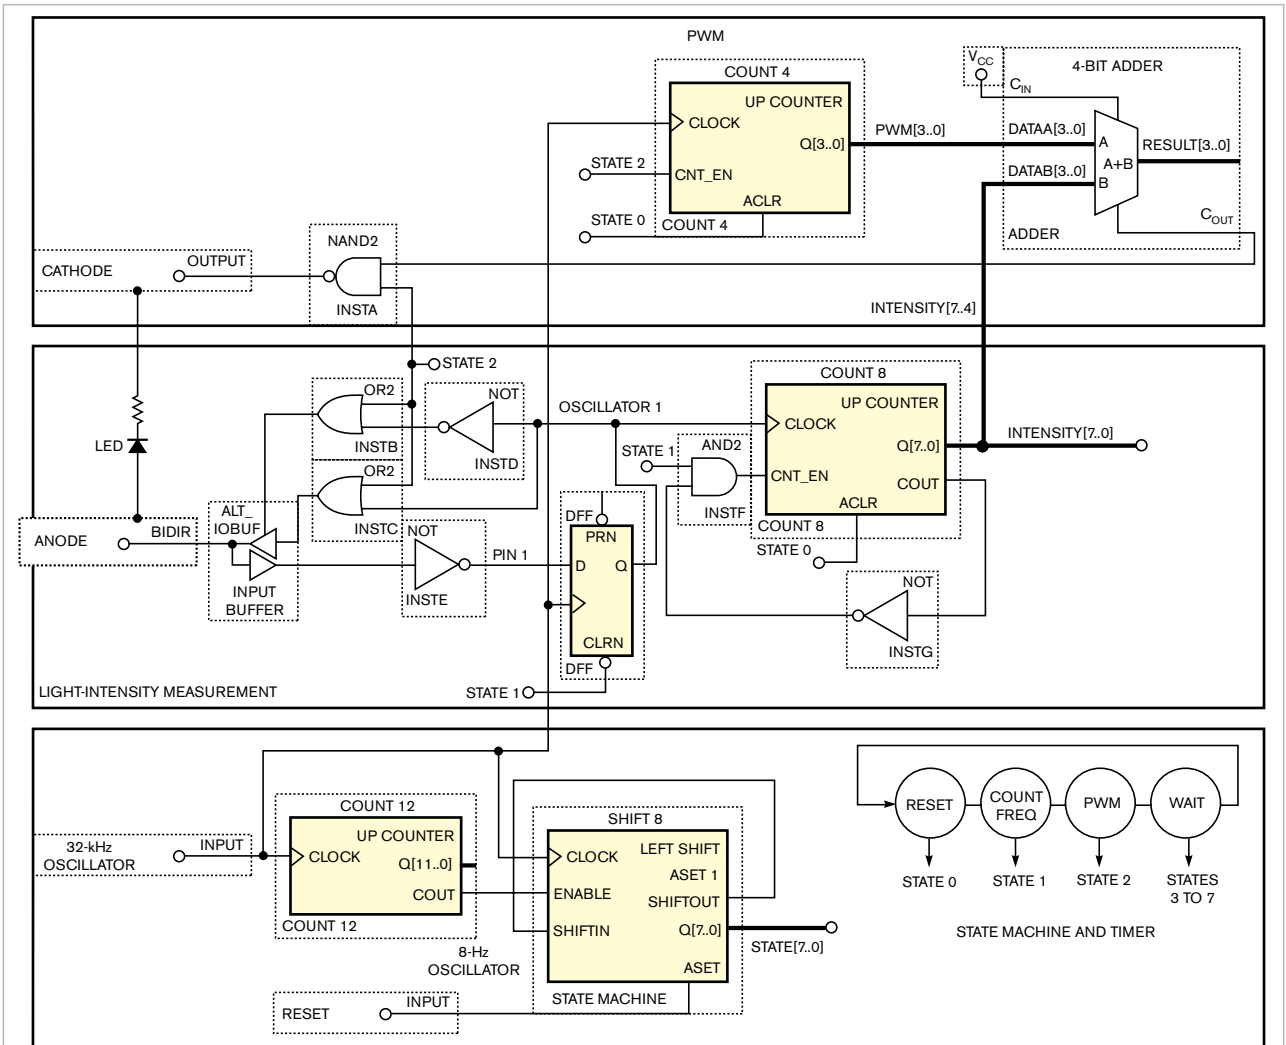 PWM
COUNT 4
UP COUNTER
CLOCK
Q[3..0]
CNT_EN
ACLR
COUNT 4
STATE 2
STATE 0
PWM[3..0]
VCC
CIN
4-BIT ADDER
DATAA[3..0]
DATAB[3..0]
A
A+B
B
RESULT[3..0]
COUT
ADDER
NAND2
INSTA
CATHODE
OUTPUT
INTENSITY[7..4]
STATE 2
OR2
INSTB
NOT
INSTD
OSCILLATOR 1
LED
OR2
INSTC
ALT_
IOBUF
ANODE
BIDIR
INPUT
BUFFER
NOT
INSTE
PIN 1
DFF
PRN
D
Q
CLRN
DFF
STATE 1
STATE 1
AND2
INSTF
COUNT 8
UP COUNTER
CLOCK
Q[7..0]
CNT_EN
COUT
ACLR
COUNT 8
STATE 0
INTENSITY[7..0]
NOT
INSTG
LIGHT-INTENSITY MEASUREMENT
32-kHz
OSCILLATOR
INPUT
COUNT 12
UP COUNTER
CLOCK
Q[11..0]
COUT
COUNT 12
8-Hz
OSCILLATOR
SHIFT 8
CLOCK
LEFT SHIFT
ASET 1
ENABLE
SHIFTOUT
SHIFTIN
Q[7..0]
ASET
STATE MACHINE
STATE[7..0]
RESET
INPUT
RESET
COUNT
FREQ
PWM
WAIT
STATE 0
STATE 1
STATE 2
STATES
3 TO 7
STATE MACHINE AND TIMER